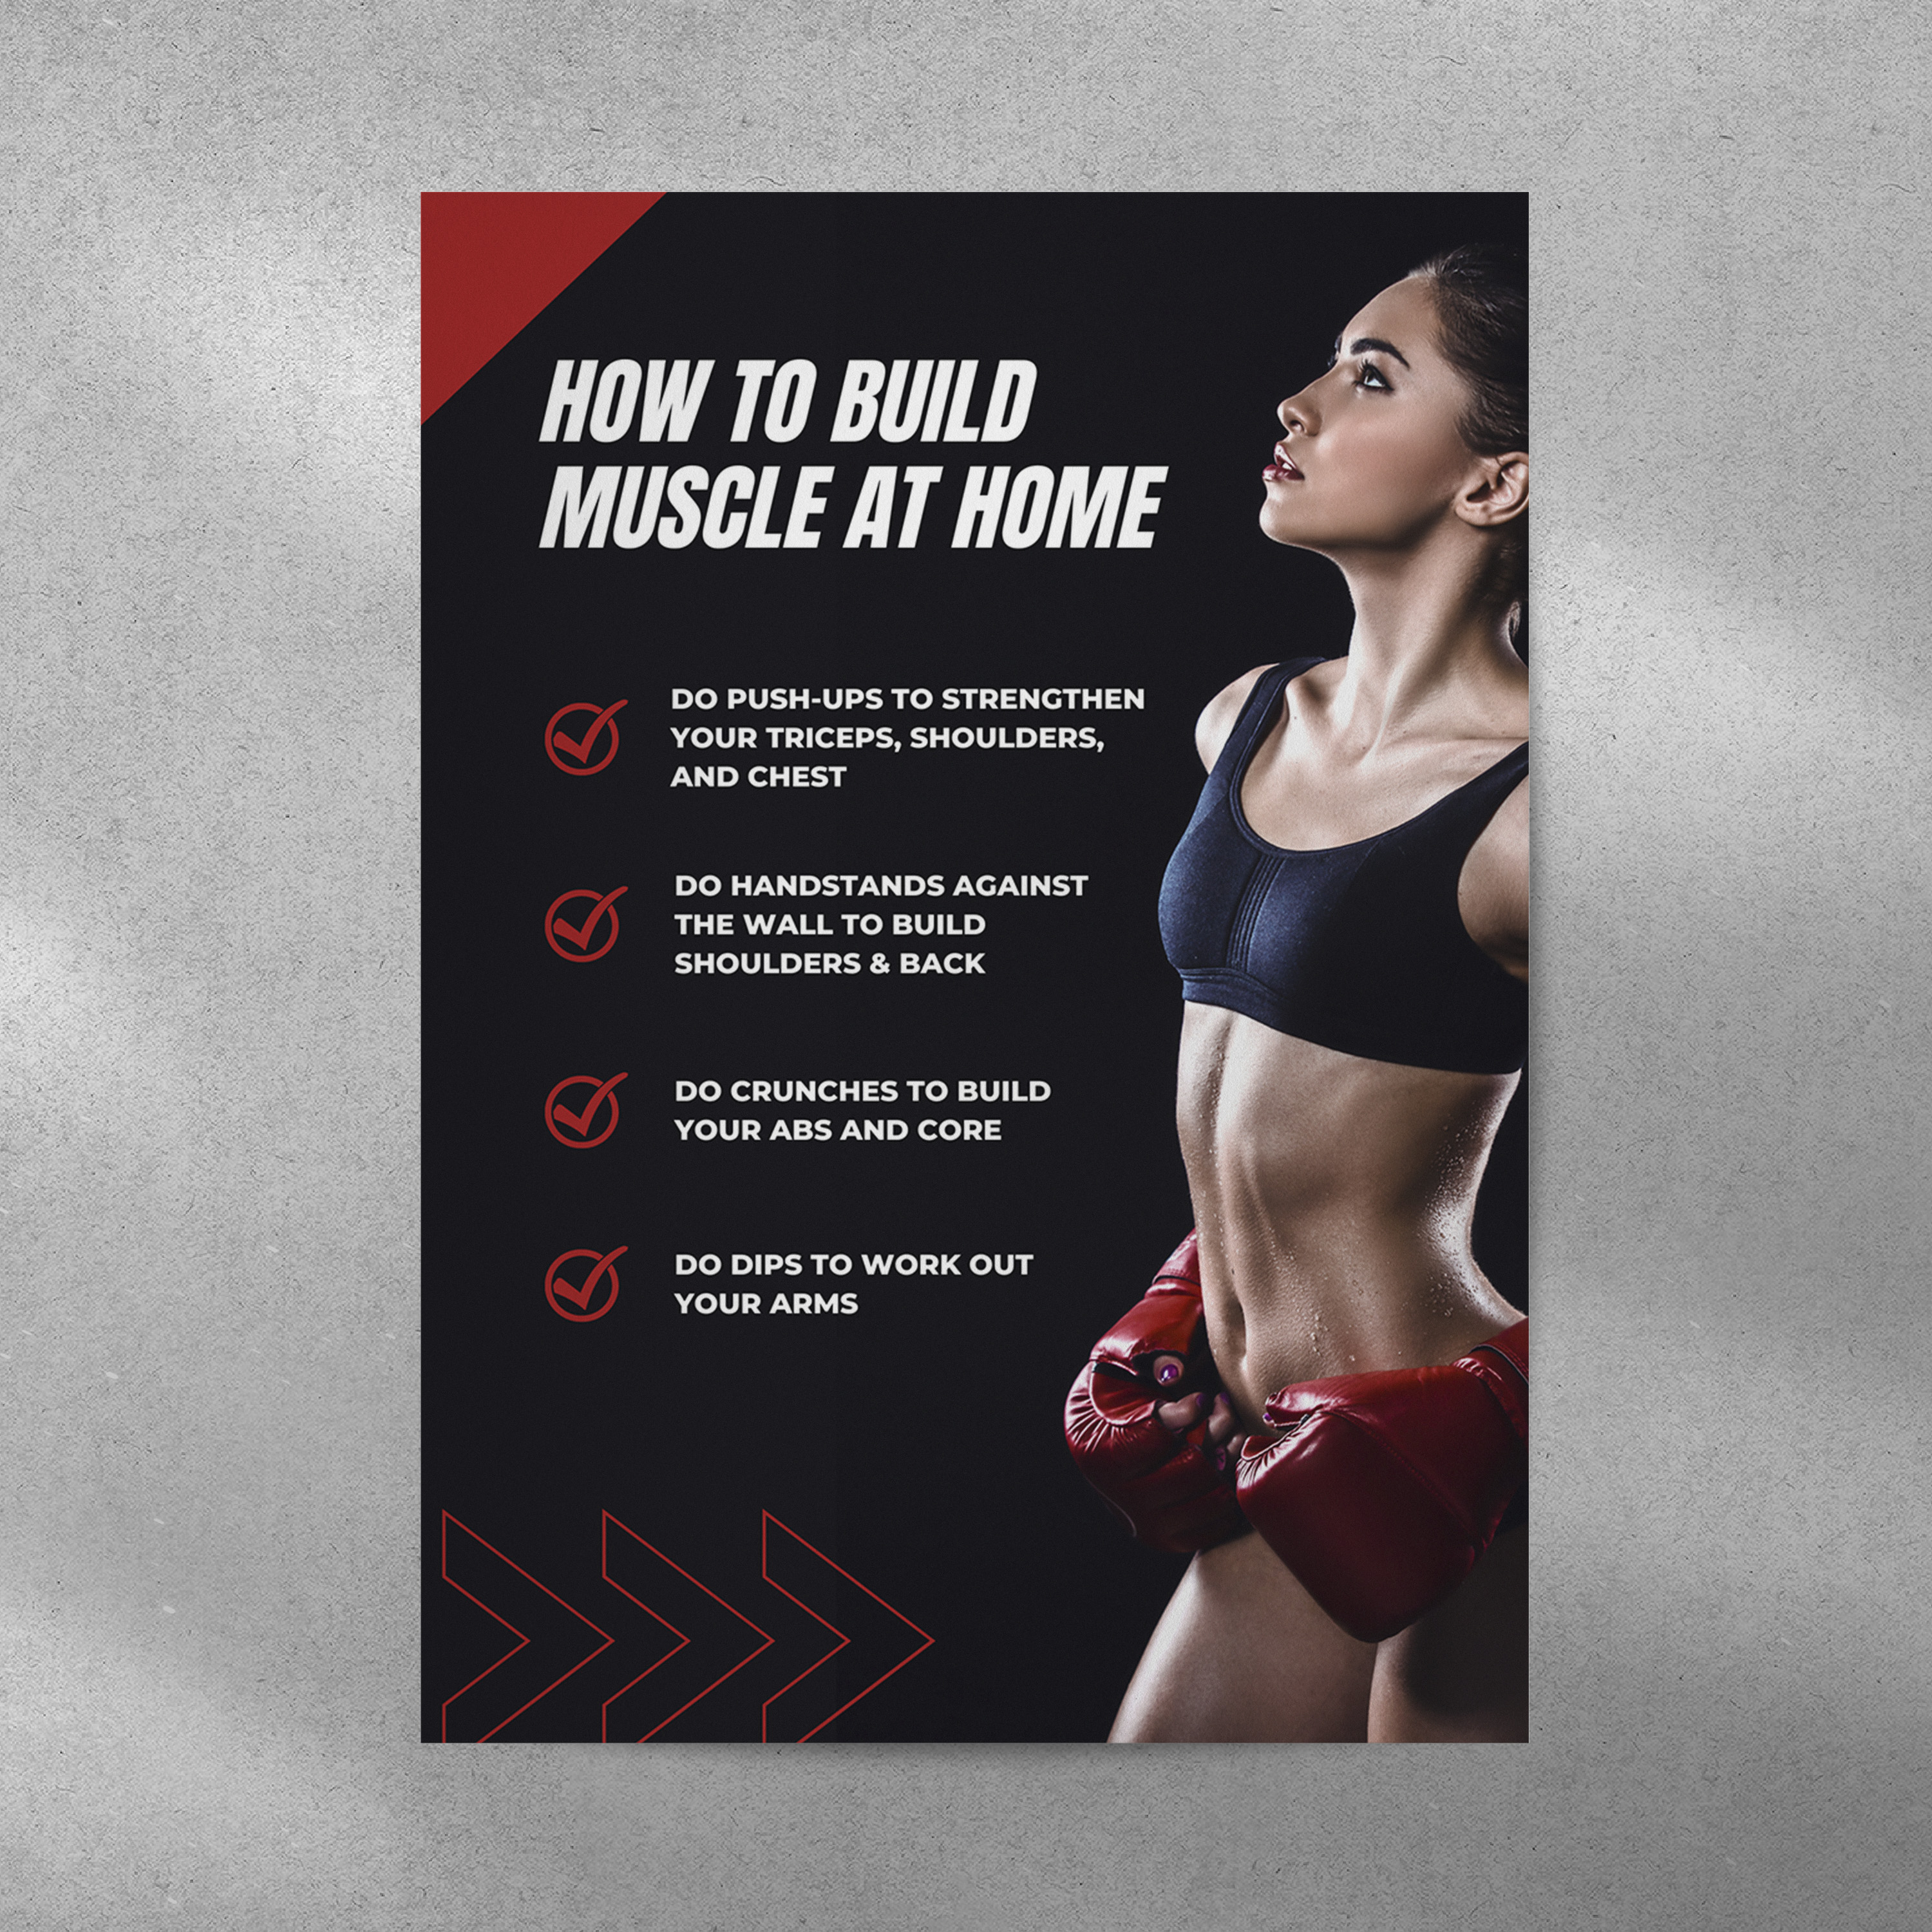 HOW TO BUILD
MUSCLE AT HOME
DO PUSH-UPS TO STRENGTHEN
YOUR TRICEPS, SHOULDERS,
AND CHEST
DO HANDSTANDS AGAINST
THE WALL TO BUILD
SHOULDERS & BACK
DO CRUNCHES TO BUILD
YOUR ABS AND CORE
DO DIPS TO WORK OUT
YOUR ARMS